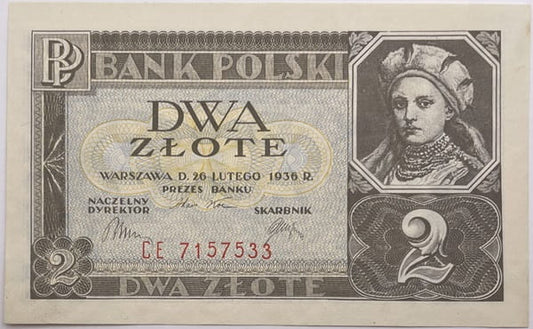 BP BANK POLSKI
DWA
ZŁOTE
WARSZAWA D. 26 LUTEGO 1936 R.
PREZES BANKU
NACZELNY
DYREKTOR
SKARBNIK
CE 7157533
2
2
DWA ZŁOTE